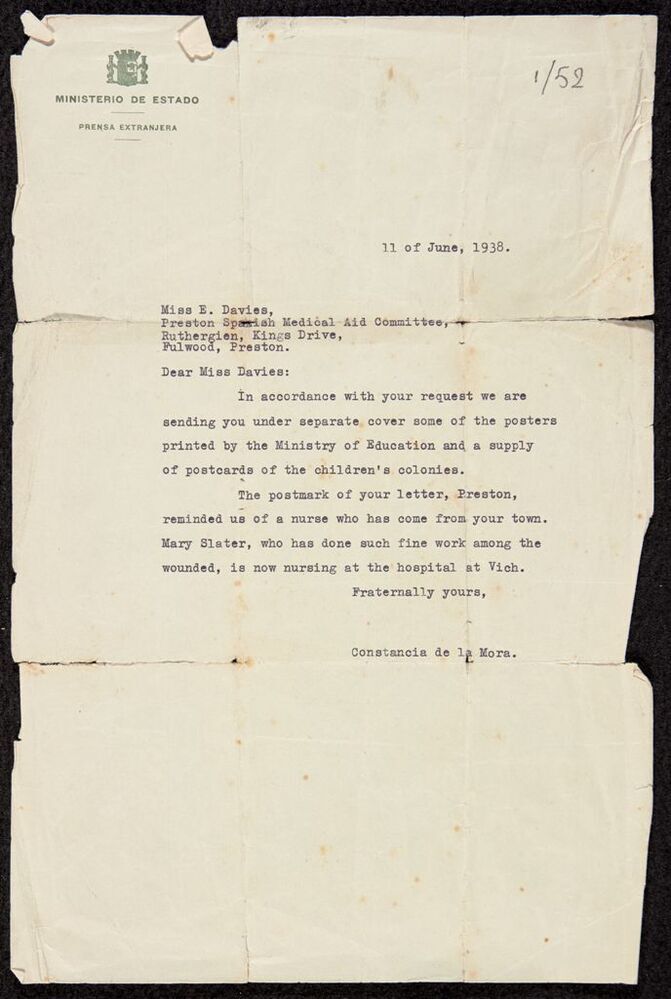 MINISTERIO DE ESTADO
PRENSA EXTRANJERA
1/52
11 of June, 1938.
Miss E. Davies,
Preston Spanish Medical Aid Committee,
Ruthergien, Kings Drive,
Fulwood, Preston.
Dear Miss Davies:
In accordance with your request we are
sending you under separate cover some of the posters
printed by the Ministry of Education and a supply
of postcards of the children's colonies.
The postmark of your letter, Preston,
reminded us of a nurse who has come from your town.
Mary Slater, who has done such fine work among the
wounded, is now nursing at the hospital at Vich.
Fraternally yours,
Constancia de la Mora.